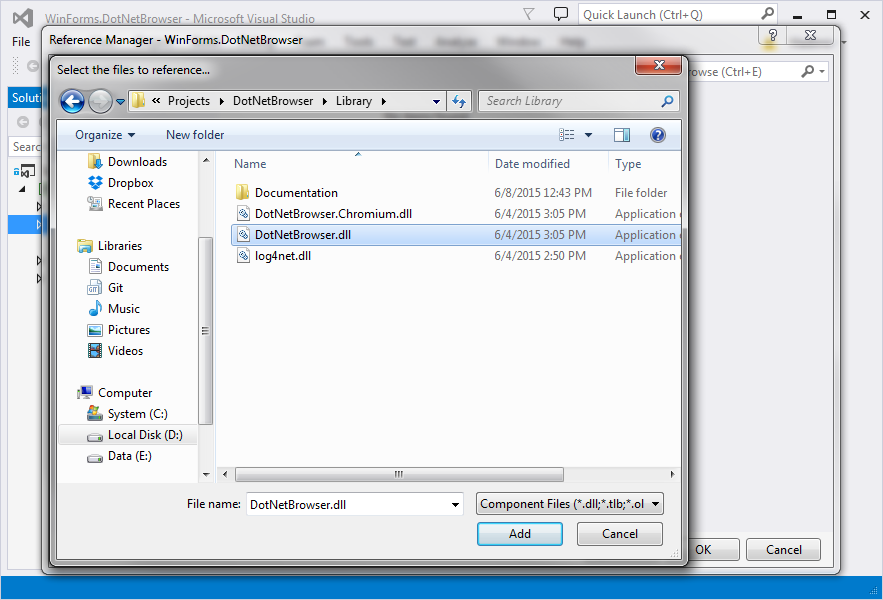 WinForms.DotNetBrowser - Microsoft Visual Studio
Quick Launch (Ctrl+Q)
File
Reference Manager - WinForms.DotNetBrowser
Select the files to reference...
« Projects DotNetBrowser Library
Search Library
(Ctrl+E)
Soluti
Organize
New folder
Searc
Name Date modified Type
Downloads
Dropbox
Recent Places
Libraries
Documents
Git
Music
Pictures
Videos
Computer
System (C:)
Local Disk (D:)
Data (E:)
Documentation 6/8/2015 12:43 PM File folder
DotNetBrowser.Chromium.dll 6/4/2015 3:05 PM Application
DotNetBrowser.dll 6/4/2015 3:05 PM Application
log4net.dll 6/4/2015 2:50 PM Application
File name: DotNetBrowser.dll
Component Files (*.dll;*.tlb;*.ol
Add Cancel
OK Cancel